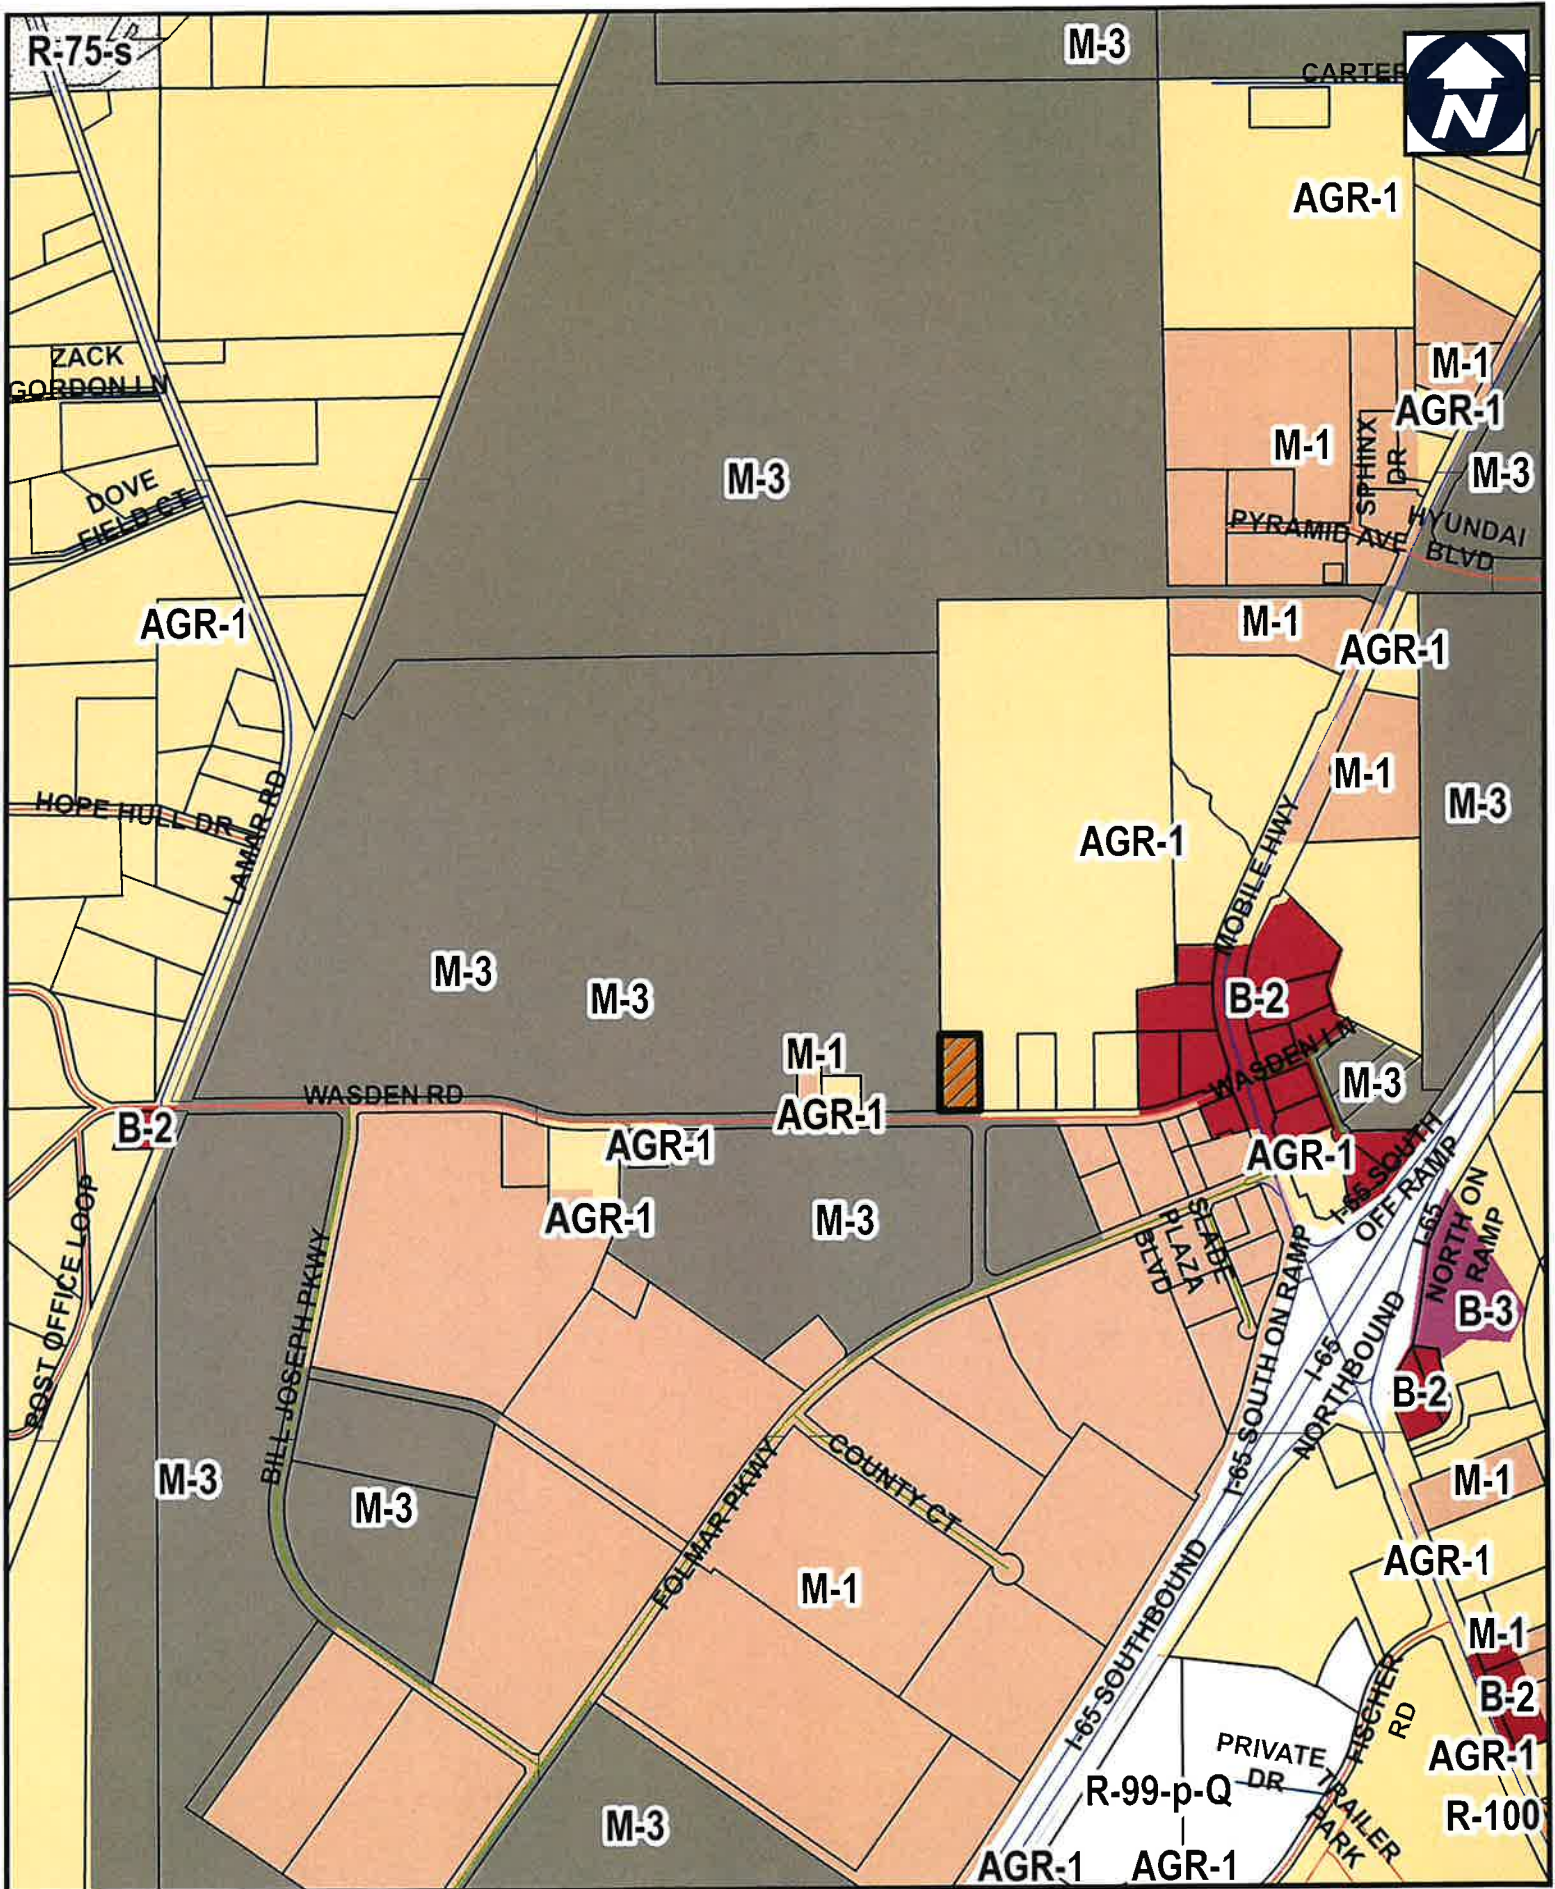 R-75-s
M-3
CARTER
N
AGR-1
ZACK
GORDON LN
M-1
AGR-1
M-1
SPHINX
DR
M-3
M-3
DOVE
FIELD CT
PYRAMID AVE
HYUNDAI
BLVD
AGR-1
M-1
AGR-1
M-1
M-3
HOPE HULL DR
LAMAR RD
AGR-1
MOBILE HWY
M-3
M-3
B-2
M-1
WASDEN LN
M-3
WASDEN RD
AGR-1
B-2
AGR-1
AGR-1
I-65 SOUTH
OFF RAMP
POST OFFICE LOOP
AGR-1
M-3
SLADE
PLAZA
BLVD
I-65
NORTH ON
RAMP
BILL JOSEPH PKWY
I-65 SOUTH ON RAMP
B-3
I-65
NORTHBOUND
B-2
M-3
M-3
FOLMAR PKWY
COUNTY CT
M-1
AGR-1
M-1
I-65 SOUTHBOUND
M-1
B-2
FISCHER
RD
PRIVATE
DR
AGR-1
R-99-p-Q
TRAILER
PARK
R-100
M-3
AGR-1
AGR-1